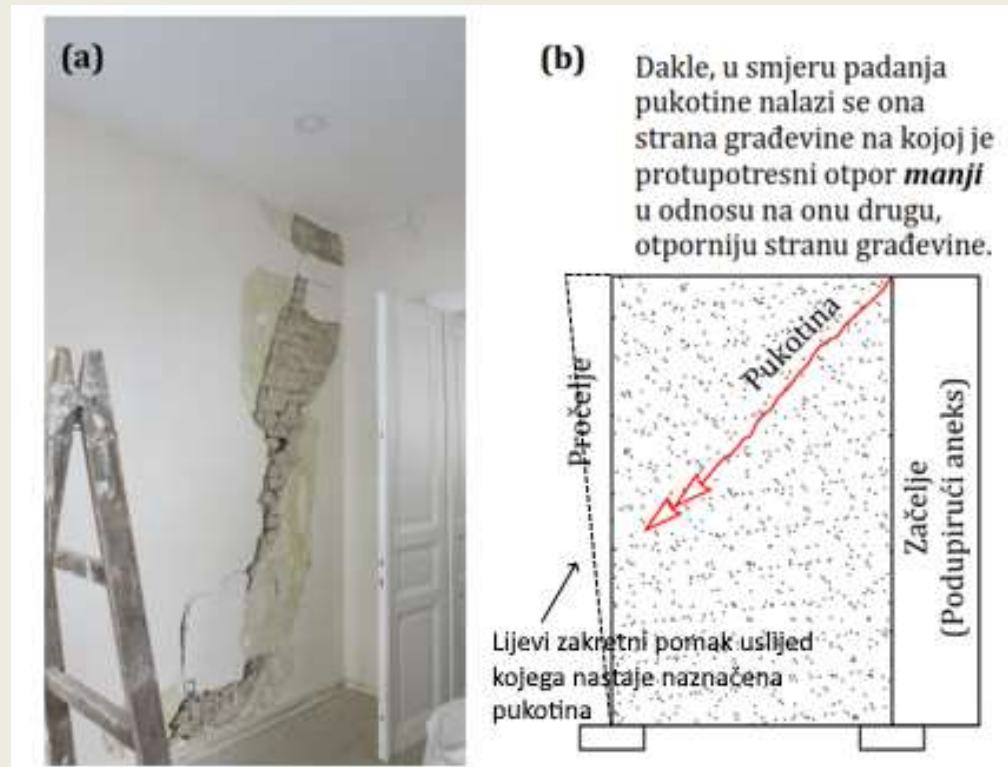 (a)
(b)
Dakle, u smjeru padanja
pukotine nalazi se ona
strana građevine na kojoj je
protupotresni otpor manji
u odnosu na onu drugu,
otporniju stranu građevine.
Pročelje
Pukotina
Začelje
(Podupirući aneks)
Lijevi zakretni pomak uslijed
kojega nastaje naznačena
pukotina